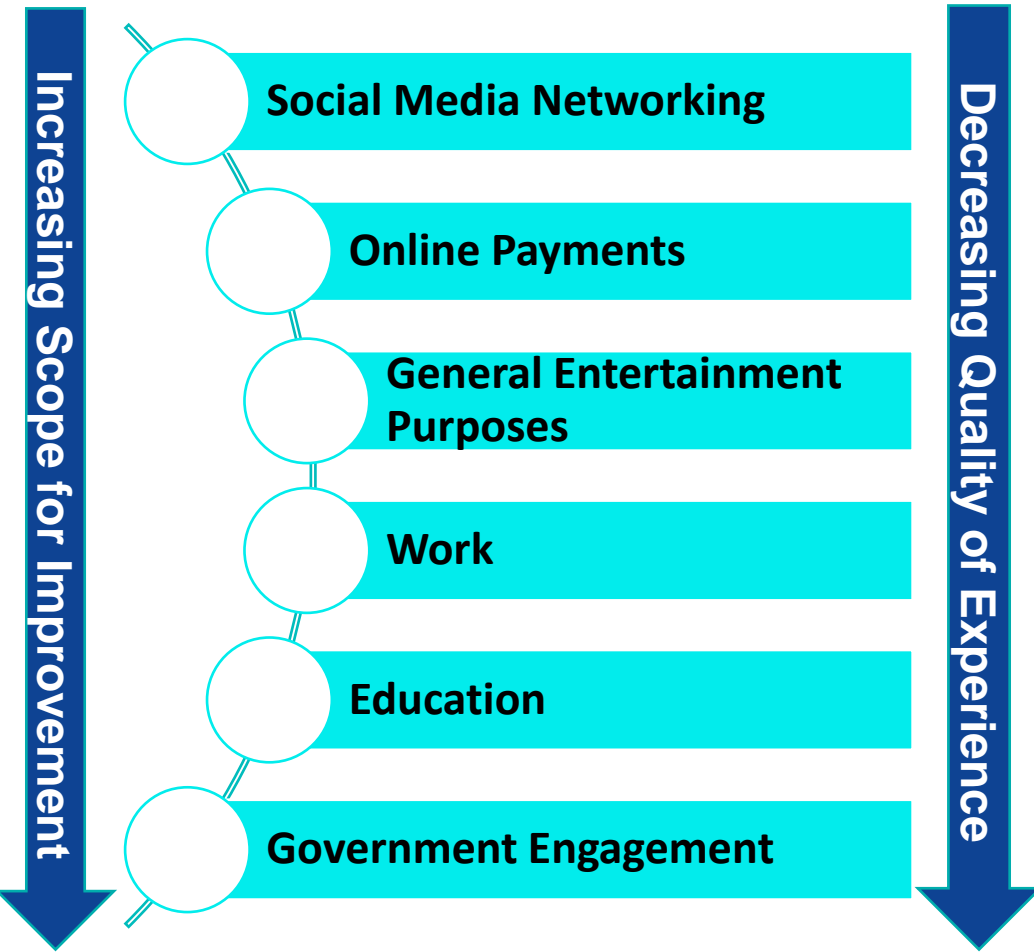 Increasing Scope for Improvement
Social Media Networking
Online Payments
General Entertainment
Purposes
Work
Education
Government Engagement
Decreasing Quality of Experience